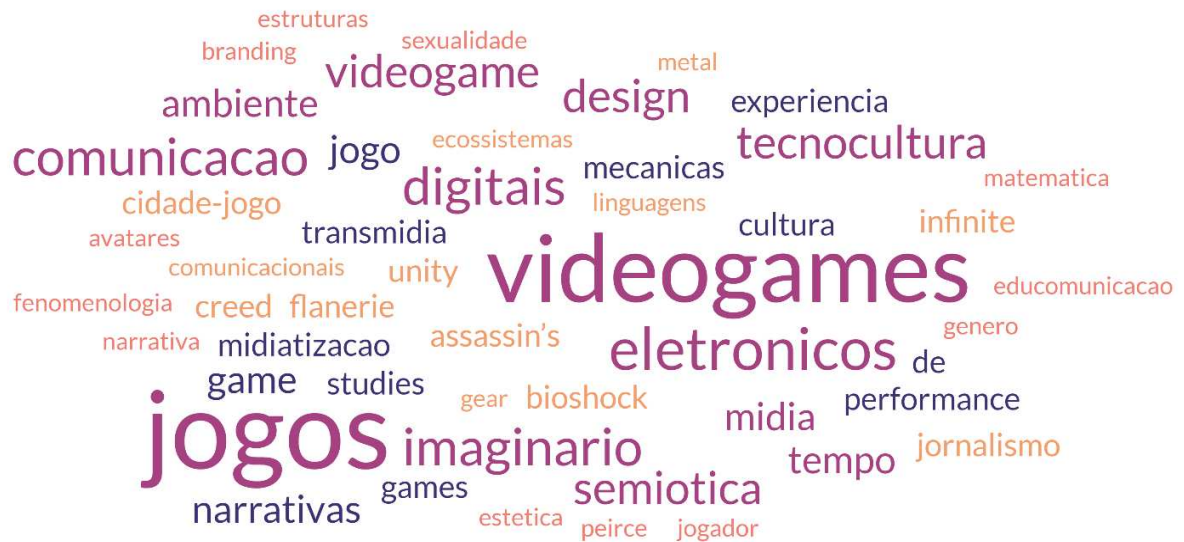 estruturas
branding
sexualidade
videogame
metal
ambiente
design
experiencia
comunicacao
jogo
ecossistemas
tecnocultura
digitais
mecanicas
matematica
cidade-jogo
linguagens
avatares
transmidia
cultura
infinite
comunicacionais
unity
videogames
educomunicacao
fenomenologia
creed flanerie
narrativa
midiatizacao
assassin's
eletronicos
genero
de
game
studies
gear
bioshock
midia
performance
jogos
imaginario
tempo
jornalismo
narrativas
games
semiotica
estetica
peirce
jogador